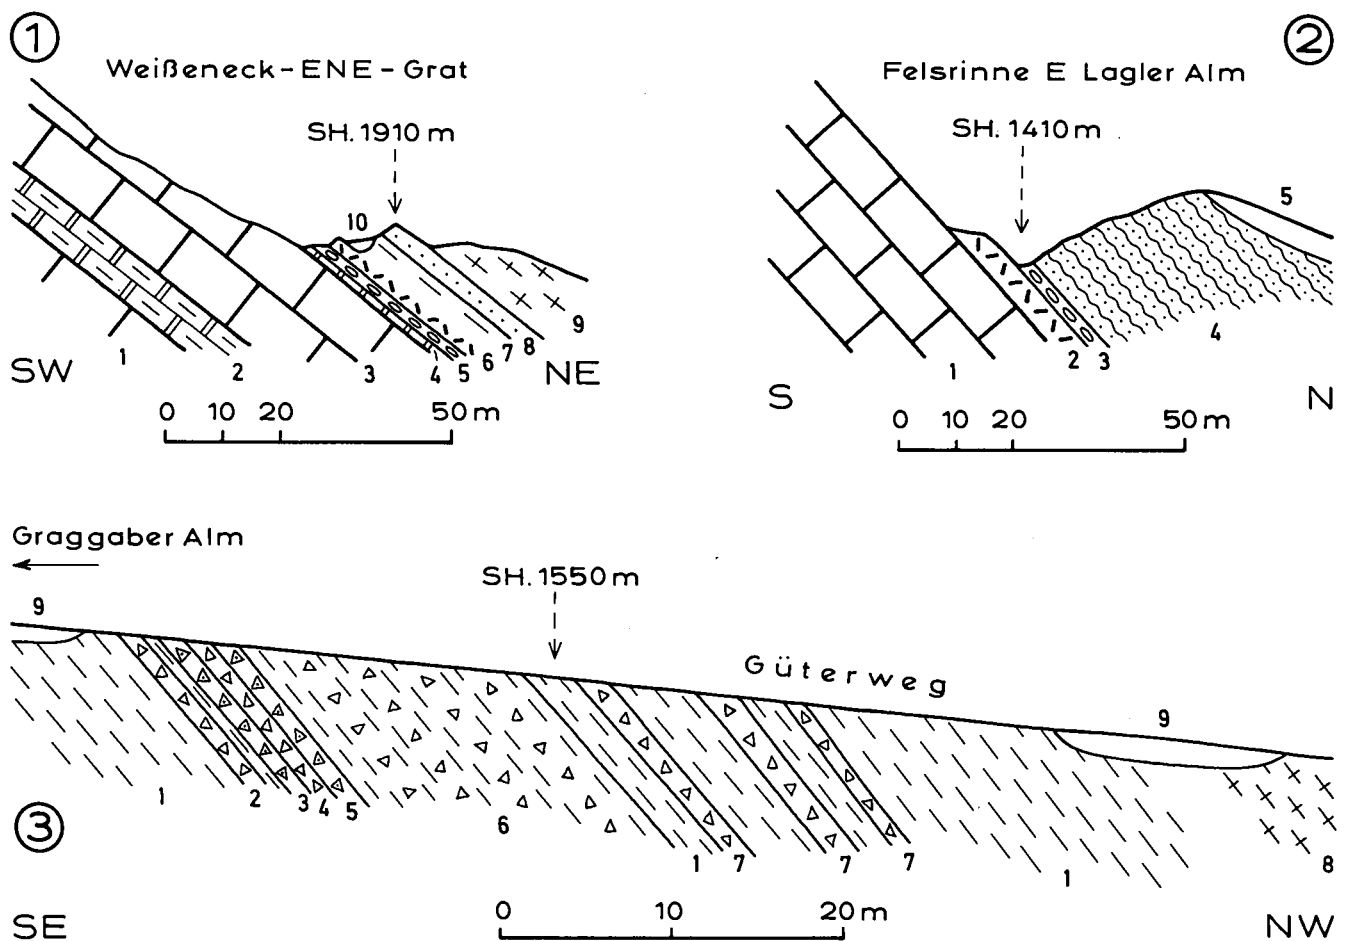 1
Weißeneck-ENE-Grat
SH. 1910 m
10
1
2
3
4
5
6
7
8
9
SW
NE
0 10 20 50 m
2
Felsrinne E Lagler Alm
SH. 1410 m
5
1
2
3
4
S
N
0 10 20 50 m
Graggaber Alm
9
SH. 1550 m
Güterweg
9
1
2
3
4
5
6
1
7
7
7
1
8
3
SE
NW
0 10 20 m